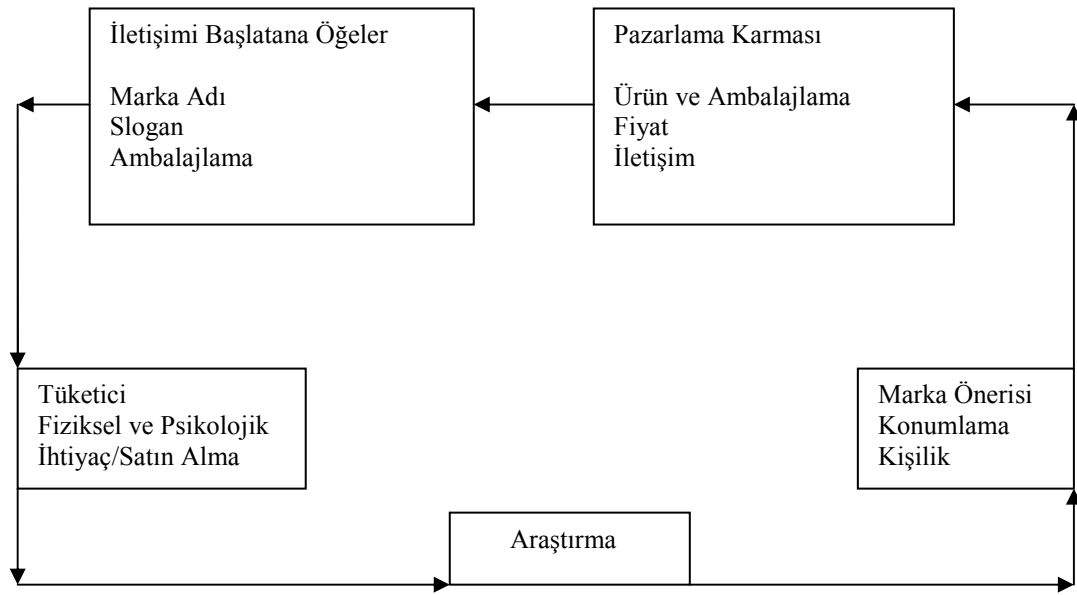 İletişimi Başlatana Öğeler
Marka Adı
Slogan
Ambalajlama
Pazarlama Karması
Ürün ve Ambalajlama
Fiyat
İletişim
Tüketici
Fiziksel ve Psikolojik
İhtiyaç/Satın Alma
Marka Önerisi
Konumlama
Kişilik
Araştırma